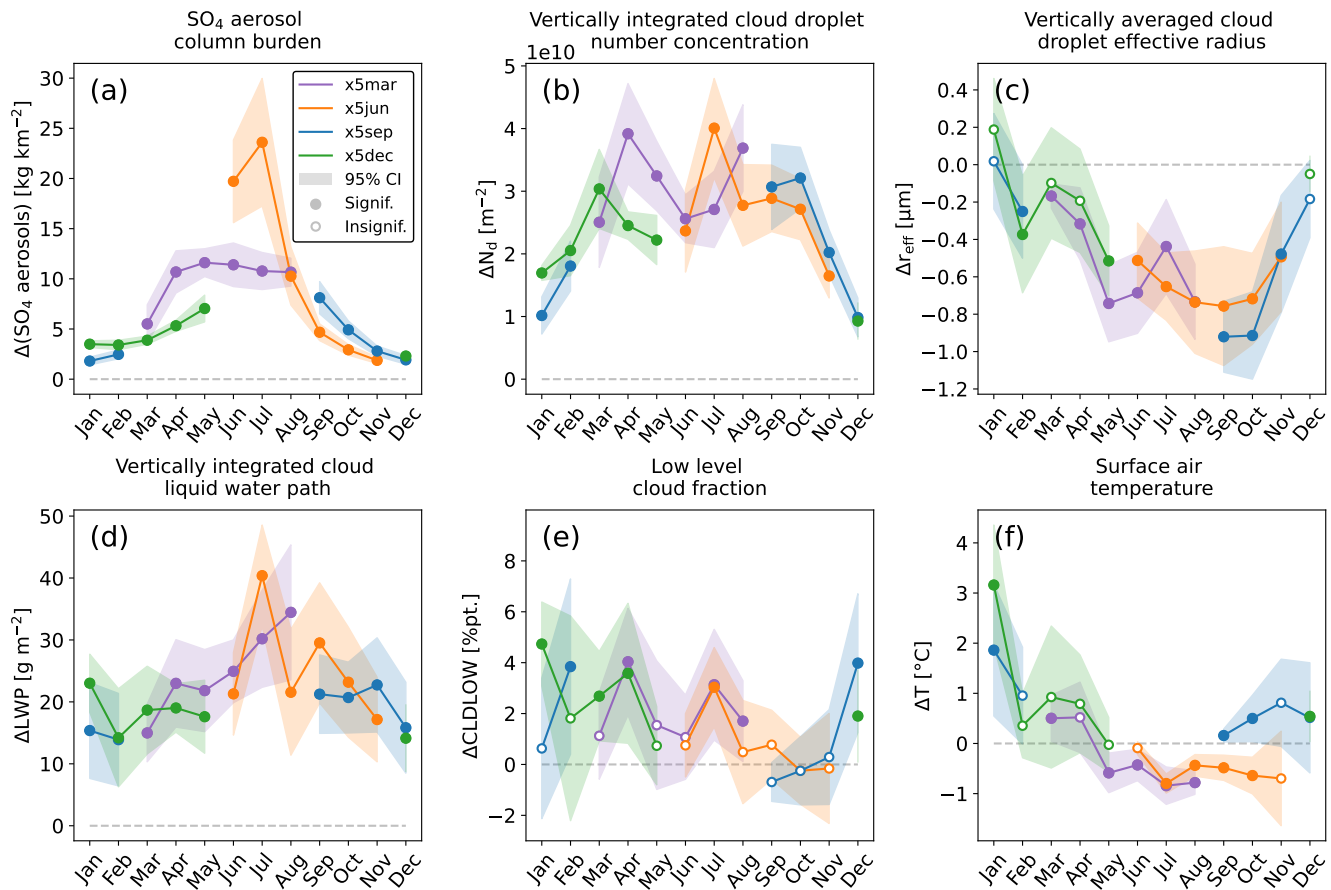 SO₄ aerosol
column burden
(a)
Δ(SO₄ aerosols) [kg km⁻²]
30
25
20
15
10
5
0
x5mar
x5jun
x5sep
x5dec
95% CI
Signif.
Insignif.
Jan Feb Mar Apr May Jun Jul Aug Sep Oct Nov Dec
Vertically integrated cloud droplet
number concentration
1e10
(b)
ΔN_d [m⁻²]
5
4
3
2
1
0
Jan Feb Mar Apr May Jun Jul Aug Sep Oct Nov Dec
Vertically averaged cloud
droplet effective radius
(c)
Δr_eff [μm]
0.4
0.2
0.0
−0.2
−0.4
−0.6
−0.8
−1.0
−1.2
Jan Feb Mar Apr May Jun Jul Aug Sep Oct Nov Dec
Vertically integrated cloud
liquid water path
(d)
ΔLWP [g m⁻²]
50
40
30
20
10
0
Jan Feb Mar Apr May Jun Jul Aug Sep Oct Nov Dec
Low level
cloud fraction
(e)
ΔCLDLOW [%pt.]
8
6
4
2
0
−2
Jan Feb Mar Apr May Jun Jul Aug Sep Oct Nov Dec
Surface air
temperature
(f)
ΔT [°C]
4
3
2
1
0
−1
Jan Feb Mar Apr May Jun Jul Aug Sep Oct Nov Dec